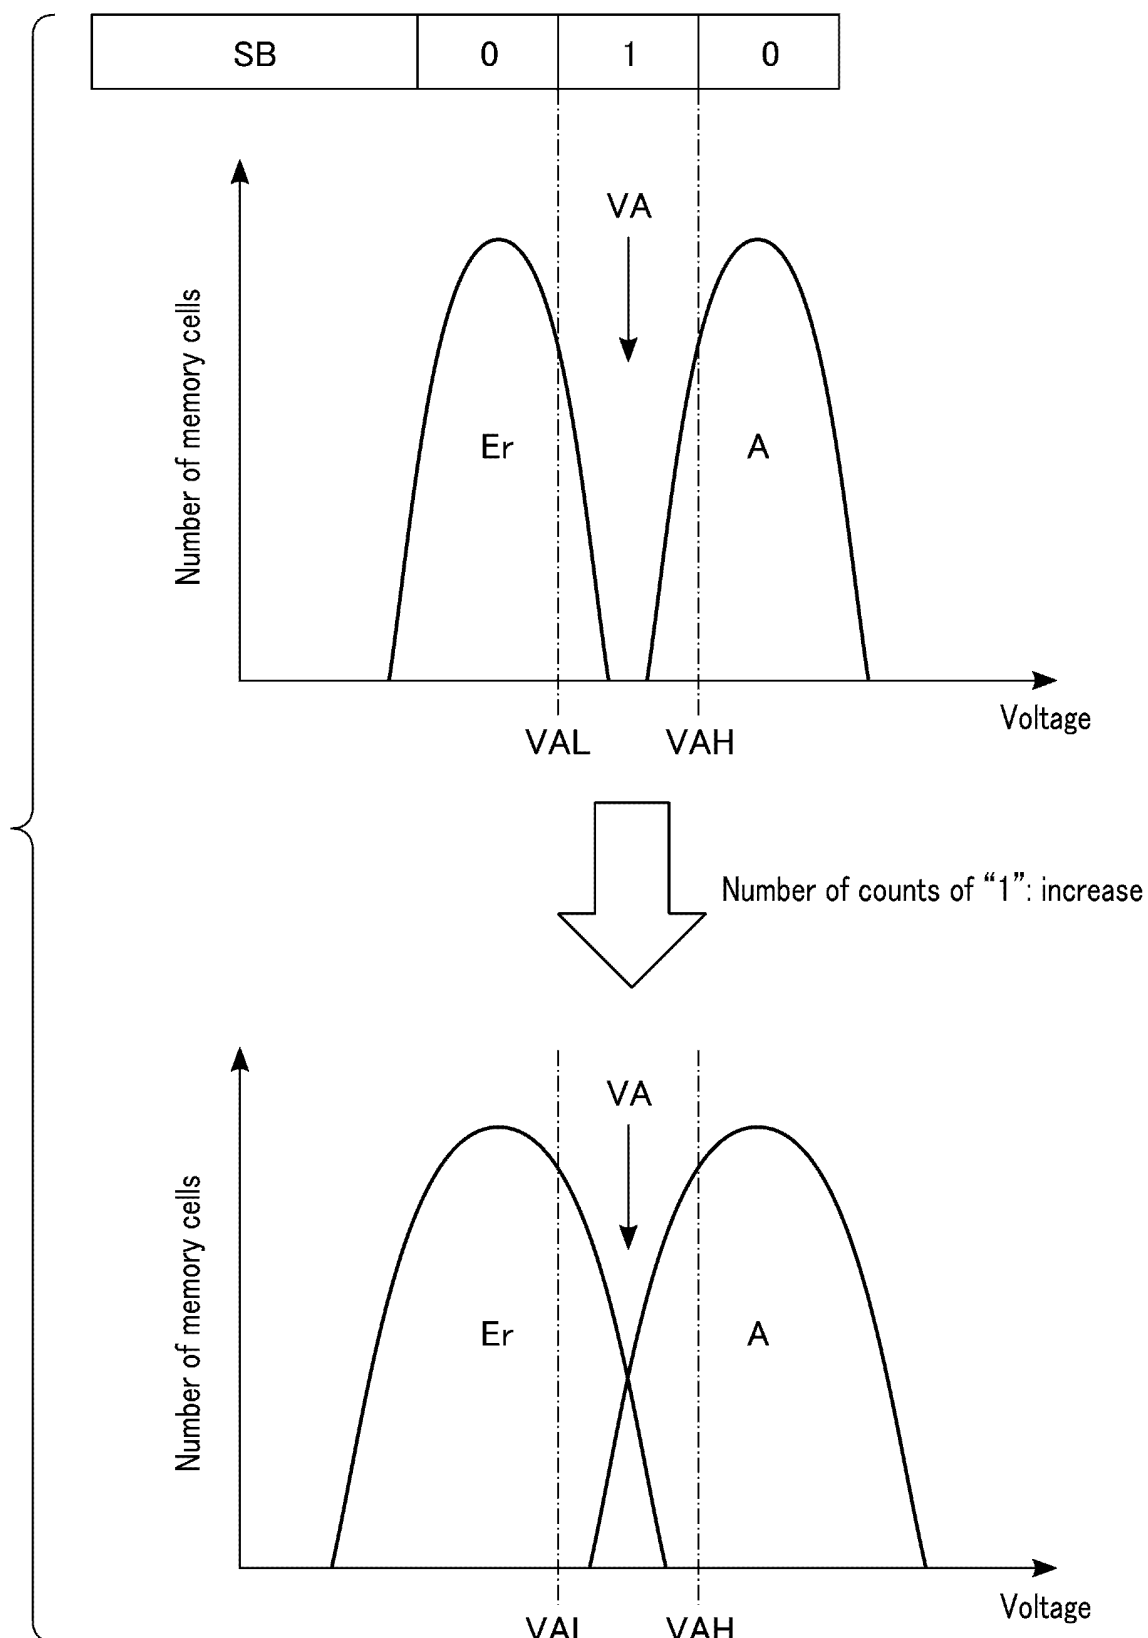 SB 0 1 0
VA
Number of memory cells
Er A
Voltage
VAL VAH
Number of counts of “1”: increase
VA
Number of memory cells
Er A
Voltage
VAL VAH